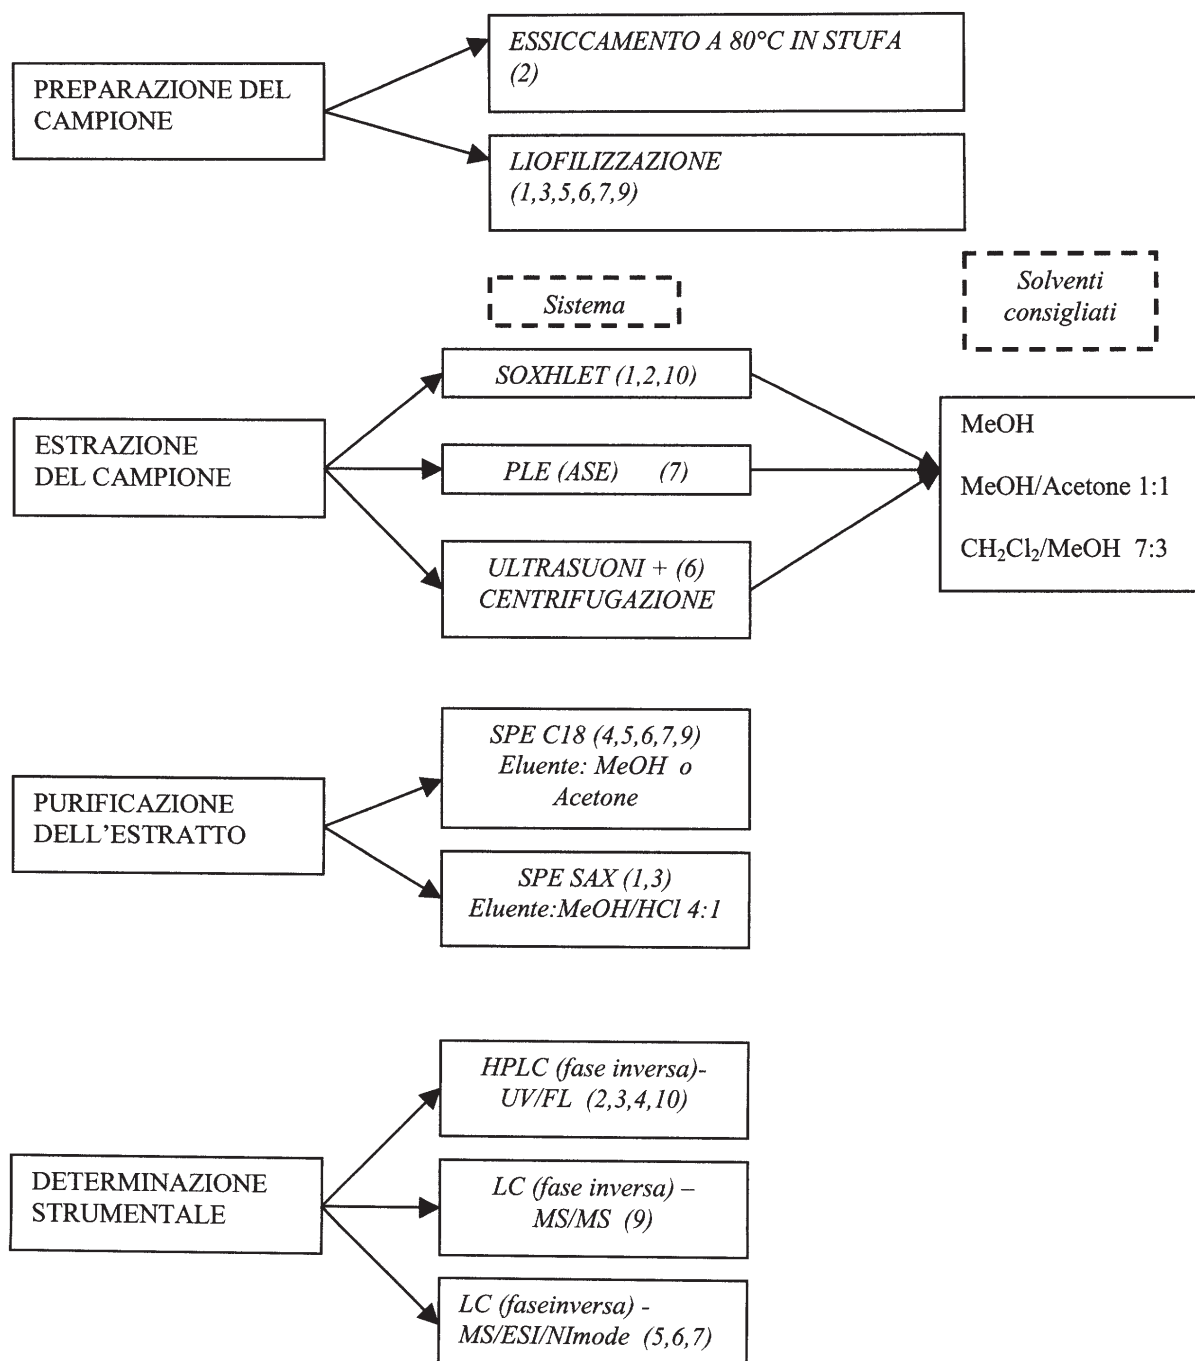 ESSICCAMENTO A 80°C IN STUFA
(2)
PREPARAZIONE DEL
CAMPIONE
LIOFILIZZAZIONE
(1,3,5,6,7,9)
Sistema
Solventi
consigliati
SOXHLET (1,2,10)
ESTRAZIONE
DEL CAMPIONE
PLE (ASE) (7)
ULTRASUONI + (6)
CENTRIFUGAZIONE
MeOH
MeOH/Acetone 1:1
CH₂Cl₂/MeOH 7:3
SPE C18 (4,5,6,7,9)
Eluente: MeOH o
Acetone
PURIFICAZIONE
DELL'ESTRATTO
SPE SAX (1,3)
Eluente:MeOH/HCl 4:1
HPLC (fase inversa)-
UV/FL (2,3,4,10)
DETERMINAZIONE
STRUMENTALE
LC (fase inversa) –
MS/MS (9)
LC (faseinversa) -
MS/ESI/NImode (5,6,7)